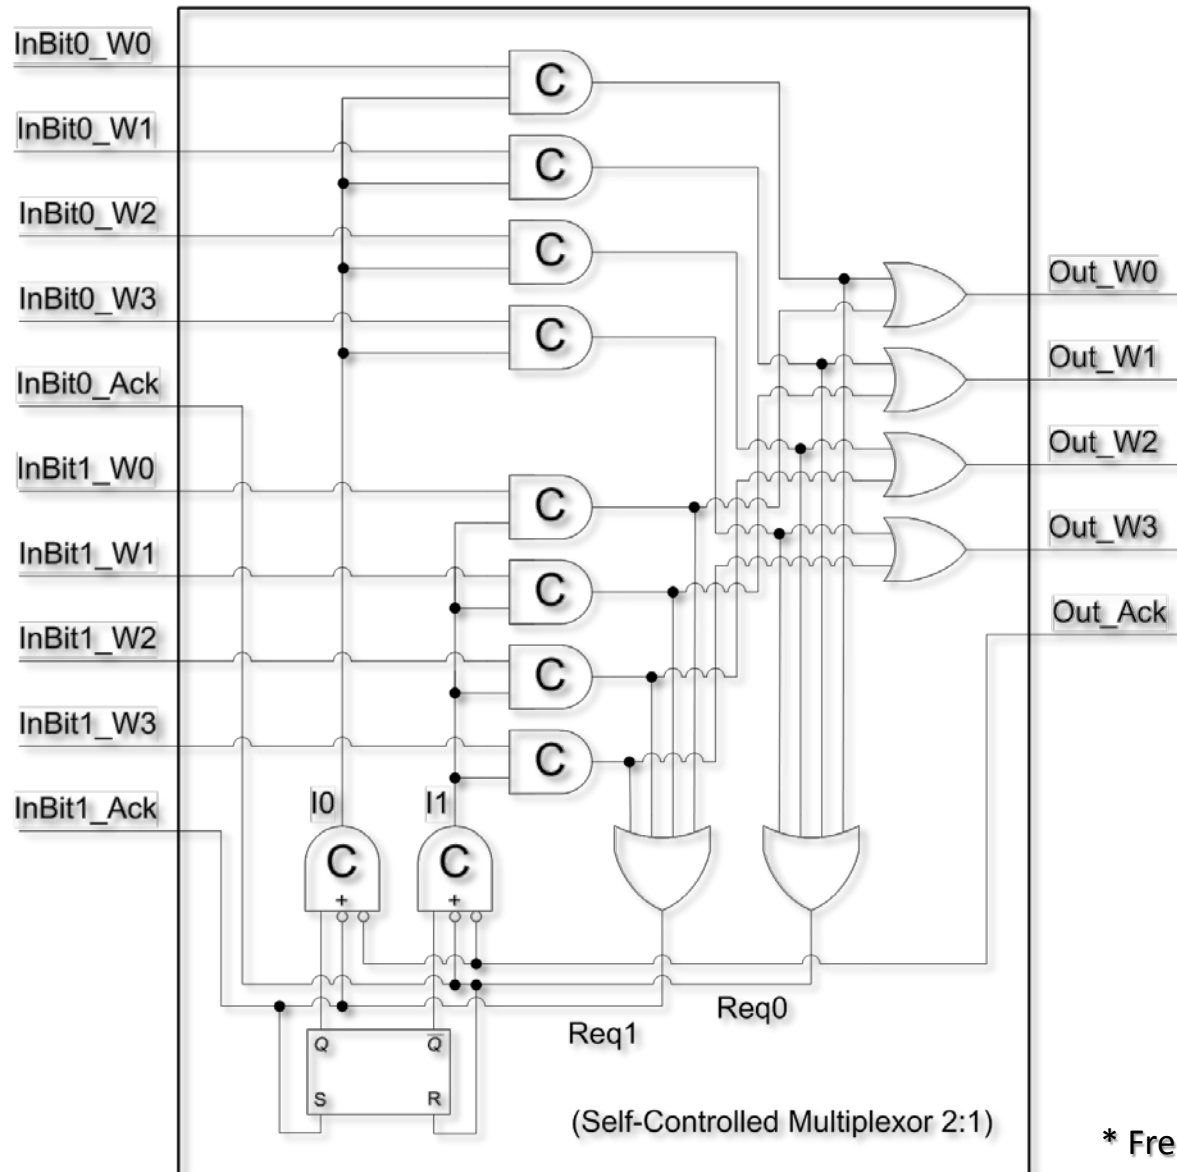 InBit0_W0
InBit0_W1
InBit0_W2
InBit0_W3
InBit0_Ack
InBit1_W0
InBit1_W1
InBit1_W2
InBit1_W3
InBit1_Ack
C
C
C
C
C
C
C
C
Out_W0
Out_W1
Out_W2
Out_W3
Out_Ack
I0
I1
C
+
C
+
Q
Q̅
S
R
Req1
Req0
(Self-Controlled Multiplexor 2:1)
* Fre